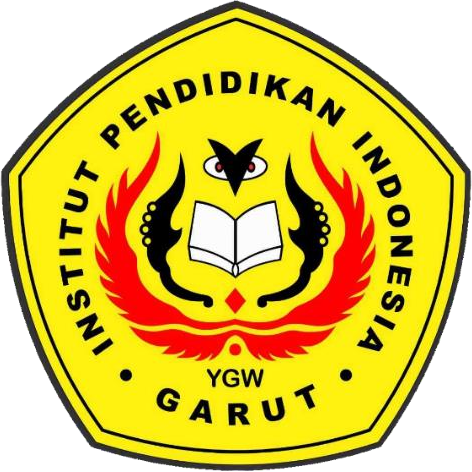 INSTITUT PENDIDIKAN INDONESIA
YGW
• GARUT •